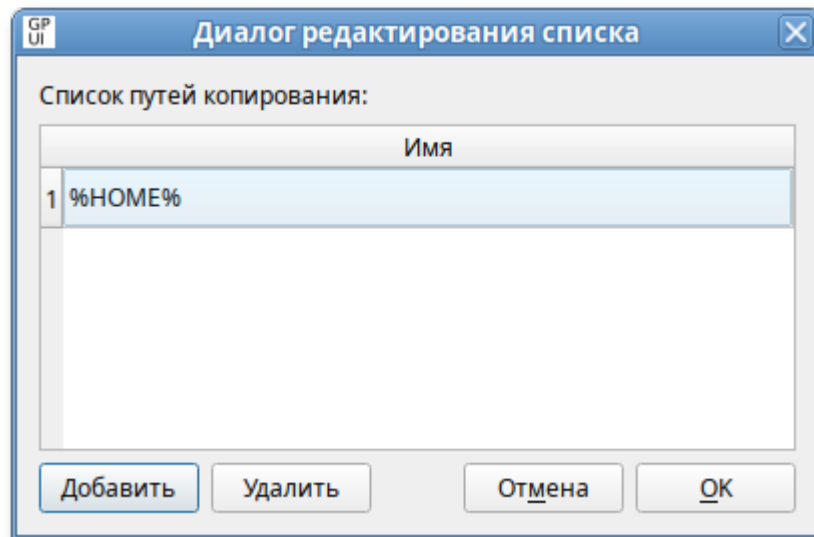 GP
UI
Диалог редактирования списка
Список путей копирования:
Имя
1 %HOME%
Добавить Удалить Отмена OK